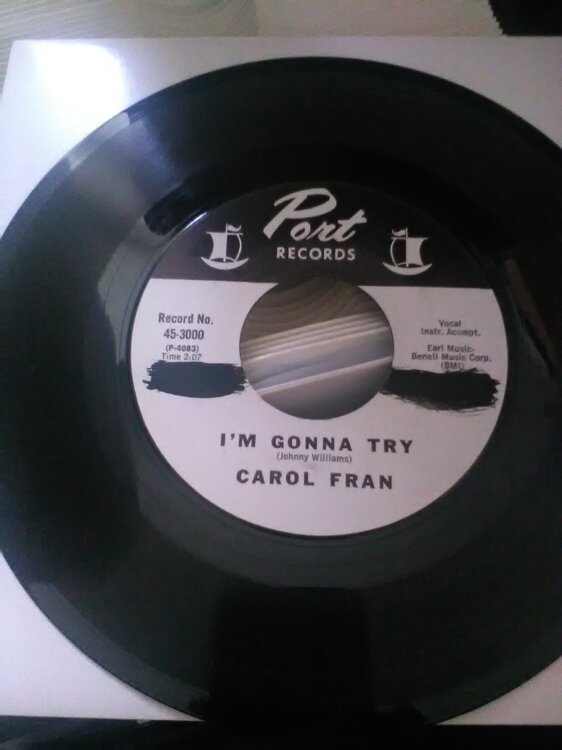 Port
RECORDS
Record No.
45-3000
(P-4083)
Time 2:07
Vocal
Instr. Accmpt.
Earl Music-
Benell Music Corp.
(BMI)
I'M GONNA TRY
(Johnny Williams)
CAROL FRAN